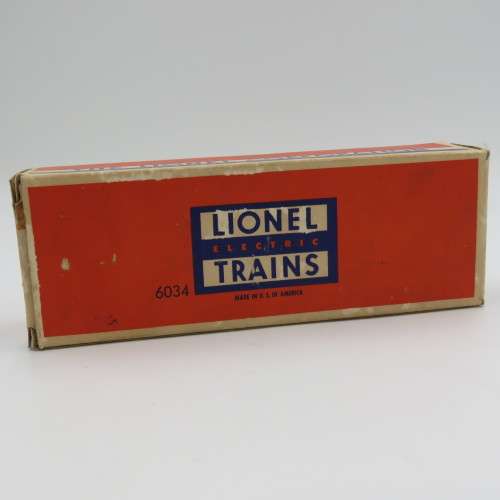 LIONEL
ELECTRIC
TRAINS
6034
MADE IN U. S. OF AMERICA